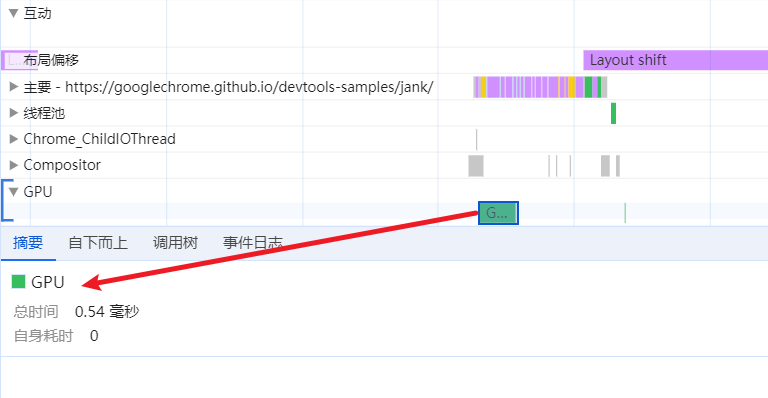 ▼ 互动
布局偏移 Layout shift
▶ 主要 - https://googlechrome.github.io/devtools-samples/jank/
▶ 线程池
▶ Chrome_ChildIOThread
▶ Compositor
▼ GPU
G...
摘要 自下而上 调用树 事件日志
GPU
总时间 0.54 毫秒
自身耗时 0